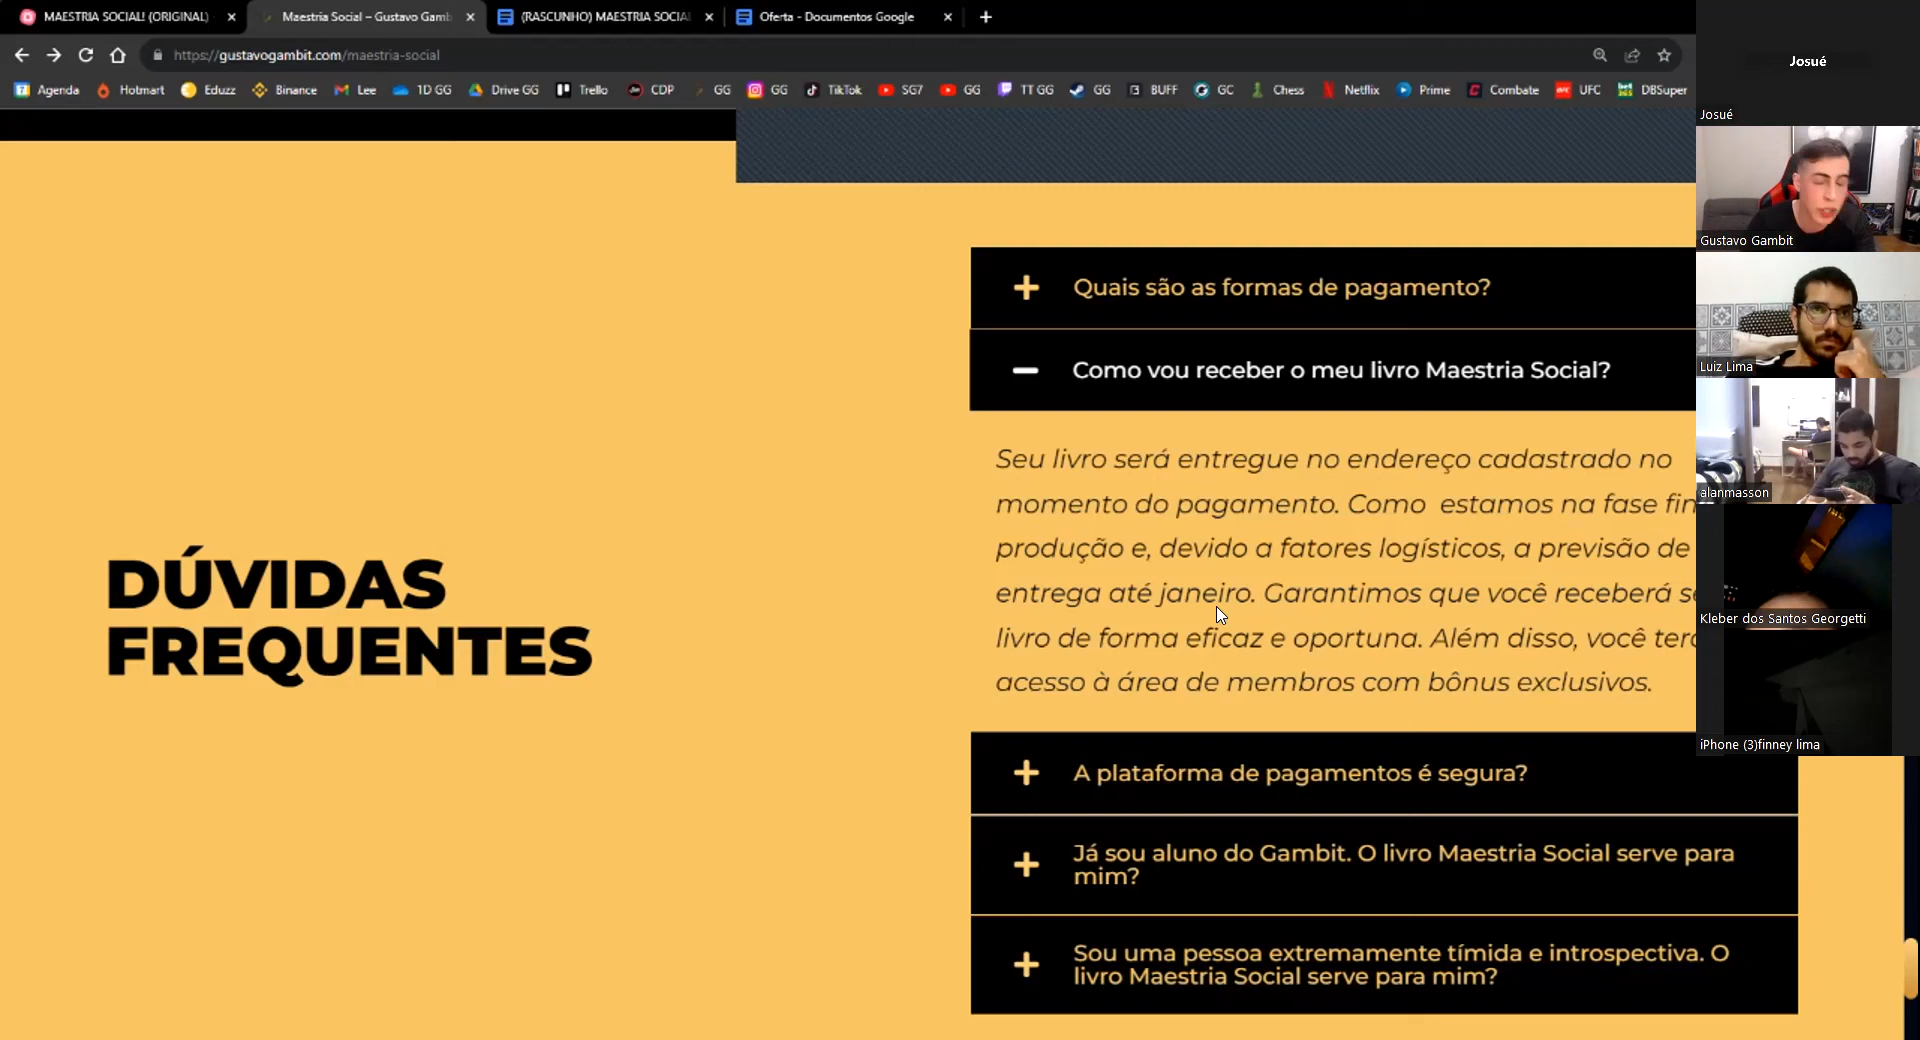 MAESTRIA SOCIAL! (ORIGINAL)
Maestria Social – Gustavo Gamb
(RASCUNHO) MAESTRIA SOCIA
Oferta - Documentos Google
https://gustavogambit.com/maestria-social
Agenda Hotmart Eduzz Binance Lee 1D GG Drive GG Trello CDP GG GG TikTok SG7 GG TT GG GG BUFF GC Chess Netflix Prime Combate UFC DBSuper
Josué
Josué
Gustavo Gambit
Luiz Lima
alanmasson
Kleber dos Santos Georgetti
iPhone (3)finney lima
DÚVIDAS
FREQUENTES
Quais são as formas de pagamento?
Como vou receber o meu livro Maestria Social?
Seu livro será entregue no endereço cadastrado no
momento do pagamento. Como estamos na fase fin
produção e, devido a fatores logísticos, a previsão de
entrega até janeiro. Garantimos que você receberá s
livro de forma eficaz e oportuna. Além disso, você ter
acesso à área de membros com bônus exclusivos.
A plataforma de pagamentos é segura?
Já sou aluno do Gambit. O livro Maestria Social serve para
mim?
Sou uma pessoa extremamente tímida e introspectiva. O
livro Maestria Social serve para mim?